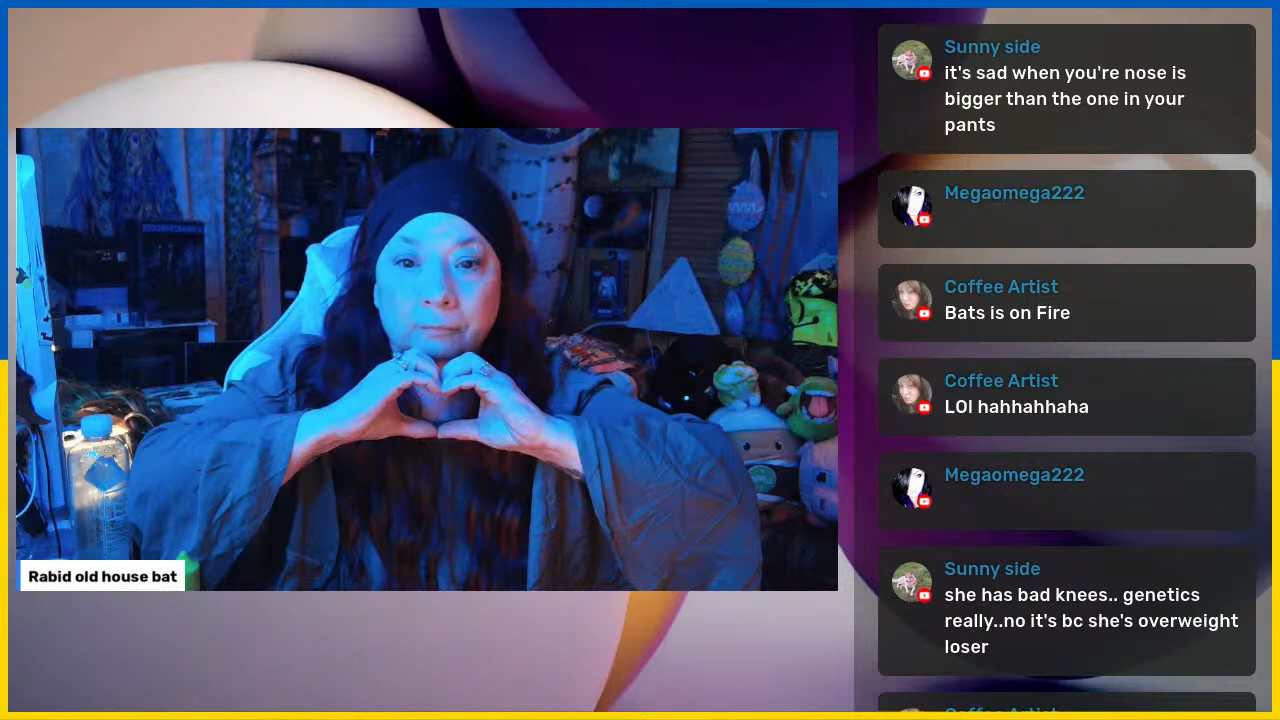 Sunny side
it's sad when you're nose is
bigger than the one in your
pants
Megaomega222
Coffee Artist
Bats is on Fire
Coffee Artist
LOl hahhahhaha
Megaomega222
Sunny side
she has bad knees.. genetics
really..no it's bc she's overweight
loser
Coffee Artist
Rabid old house bat